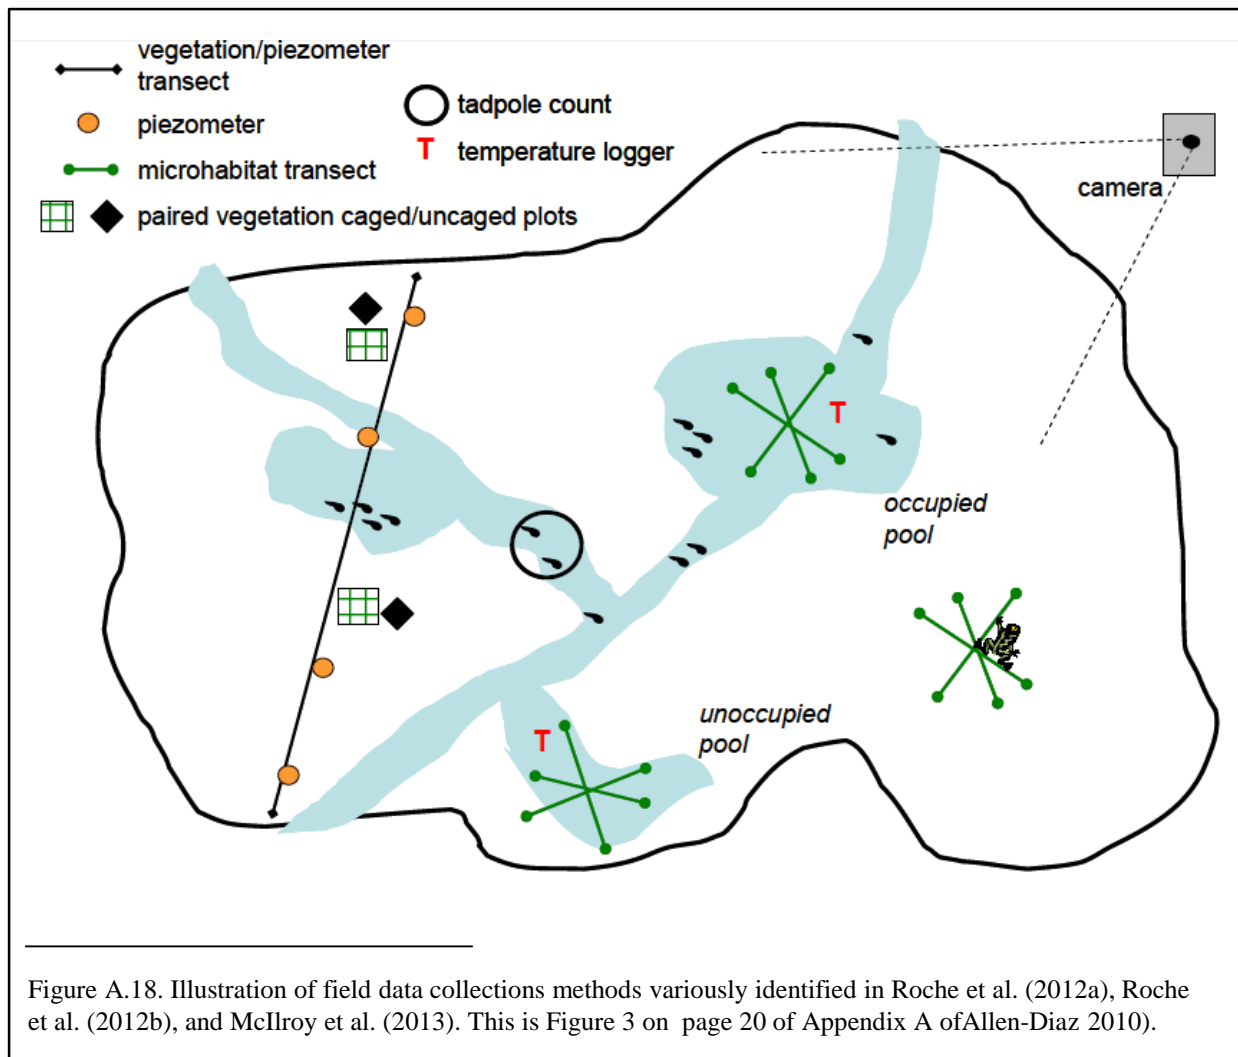 vegetation/piezometer
transect
piezometer
microhabitat transect
paired vegetation caged/uncaged plots
tadpole count
T temperature logger
camera
T
occupied
pool
unoccupied
pool
T
Figure A.18. Illustration of field data collections methods variously identified in Roche et al. (2012a), Roche
et al. (2012b), and McIlroy et al. (2013). This is Figure 3 on page 20 of Appendix A ofAllen-Diaz 2010).